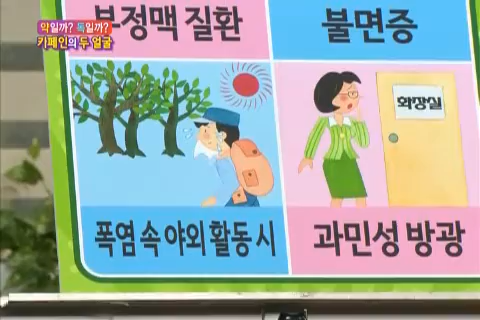 약일까? 독일까?
카페인의 두 얼굴
부정맥 질환
불면증
화장실
폭염 속 야외 활동 시
과민성 방광